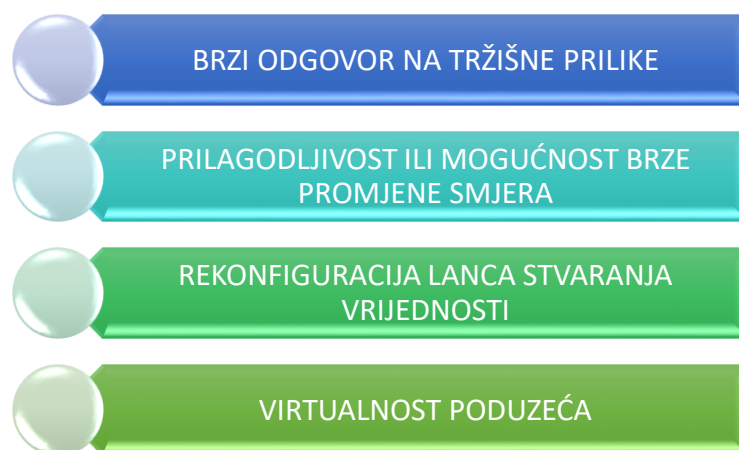 BRZI ODGOVOR NA TRŽIŠNE PRILIKE
PRILAGODLJIVOST ILI MOGUĆNOST BRZE
PROMJENE SMJERA
REKONFIGURACIJA LANCA STVARANJA
VRIJEDNOSTI
VIRTUALNOST PODUZEĆA